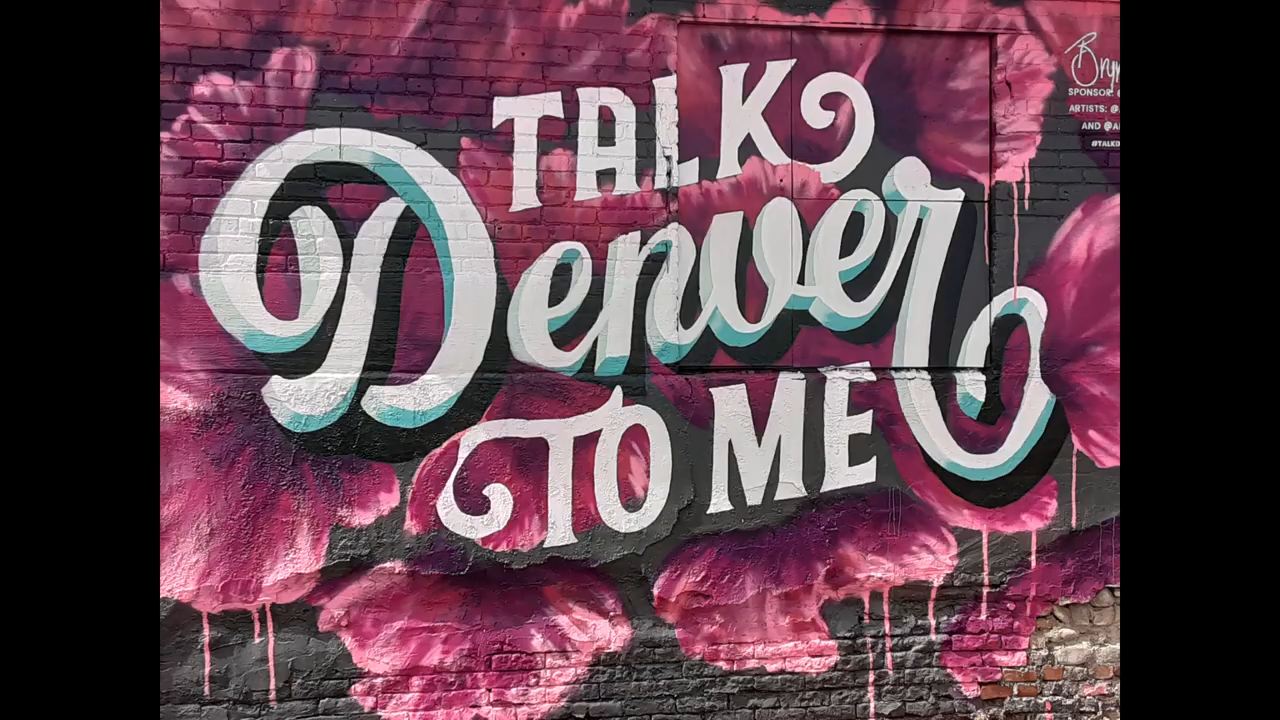 TALK
Denver
TO ME
SPONSOR:
ARTISTS: @
AND @